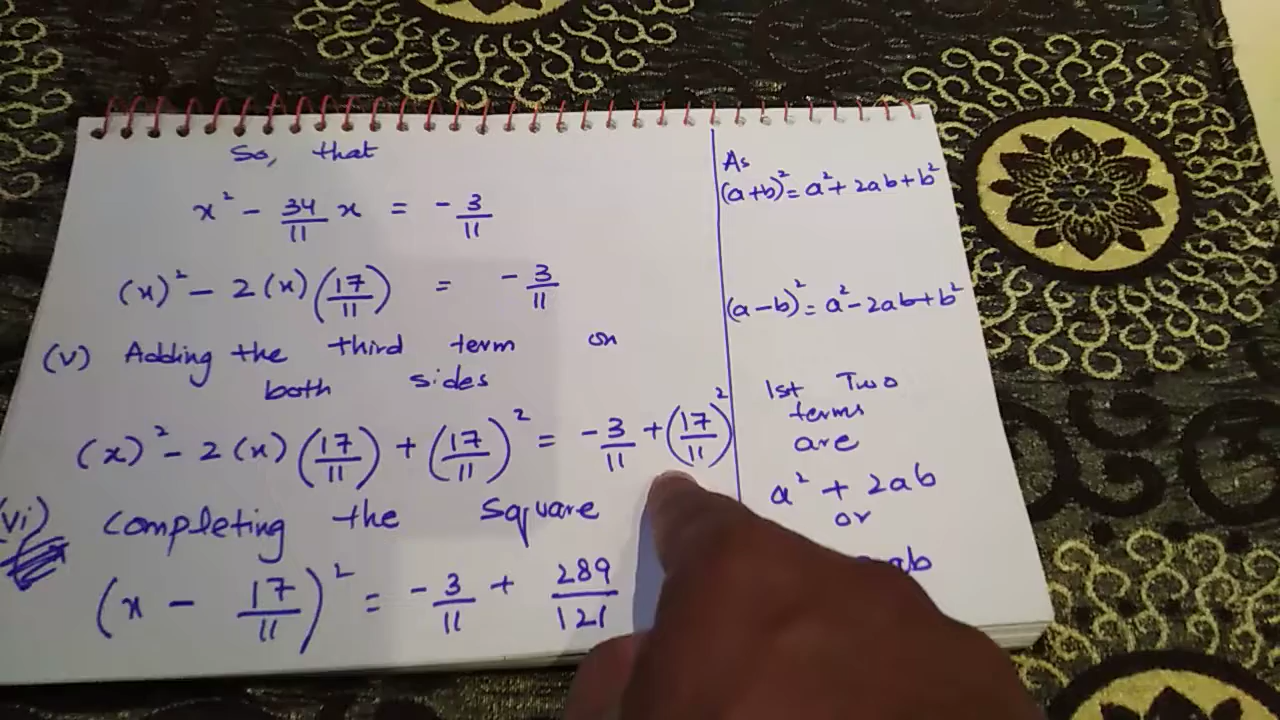 So, that
x² - 34/11 x = - 3/11
(x)² - 2(x)(17/11) = - 3/11
(v) Adding the third term on
both sides
(x)² - 2(x)(17/11) + (17/11)² = - 3/11 + (17/11)²
(vi) Completing the square
(x - 17/11)² = - 3/11 + 289/121
As
(a+b)² = a² + 2ab + b²
(a-b)² = a² - 2ab + b²
1st Two
terms
are
a² + 2ab
or
ab